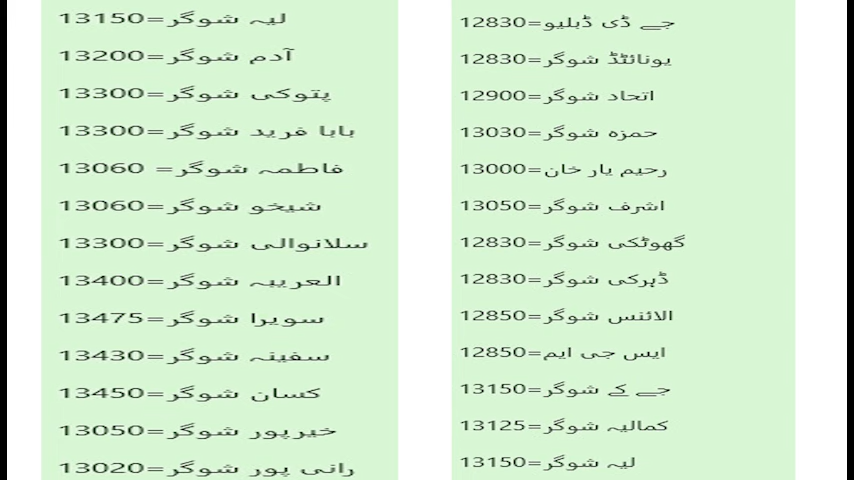 لیہ شوگر=13150
آدم شوگر=13200
پتوکی شوگر=13300
بابا فرید شوگر=13300
فاطمہ شوگر= 13060
شیخو شوگر=13060
سلانوالی شوگر=13300
العریبہ شوگر=13400
سویرا شوگر=13475
سفینہ شوگر=13430
کسان شوگر=13450
خیرپور شوگر=13050
رانی پور شوگر=13020
جے ڈی ڈبلیو=12830
یونائٹڈ شوگر=12830
اتحاد شوگر=12900
حمزہ شوگر=13030
رحیم یار خان=13000
اشرف شوگر=13050
گھوٹکی شوگر=12830
ڈہرکی شوگر=12830
الائنس شوگر=12850
ایس جی ایم=12850
جے کے شوگر=13150
کمالیہ شوگر=13125
لیہ شوگر=13150